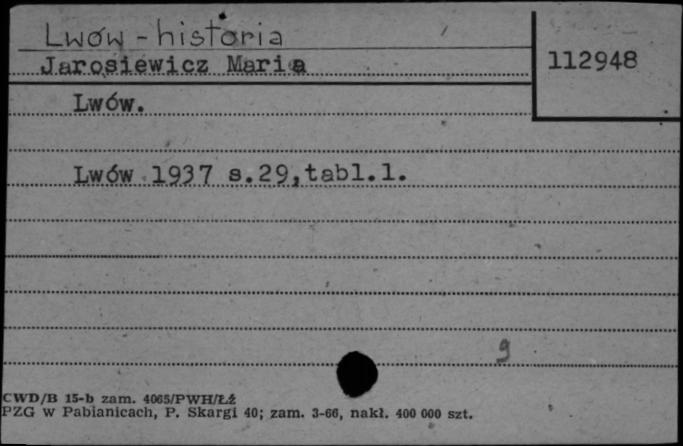 Lwów - historia
Jarosiewicz Maria
112948
Lwów.
Lwów 1937 s.29,tabl.1.
9
CWD/B 15-b zam. 4065/PWH/Łź
PZG w Pabianicach, P. Skargi 40; zam. 3-66, nakł. 400 000 szt.